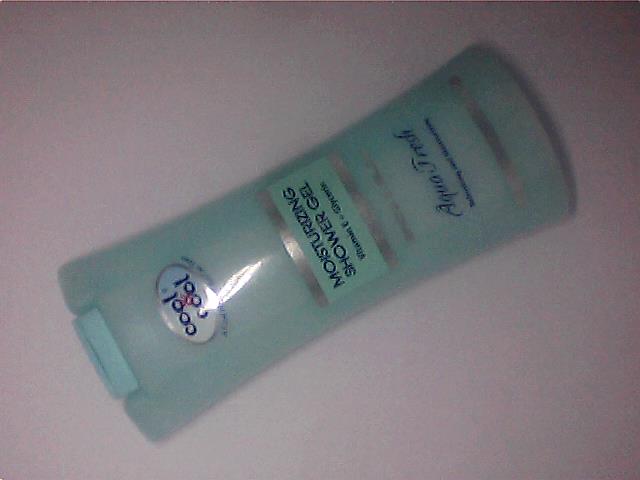 cool
& cool
MOISTURIZING
SHOWER GEL
Vitamin E + Glycerin
Aqua Fresh